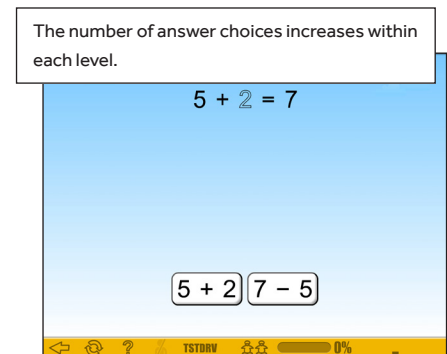 The number of answer choices increases within
each level.
5 + 2 = 7
5 + 2 7 − 5
? TSTDRV 0%